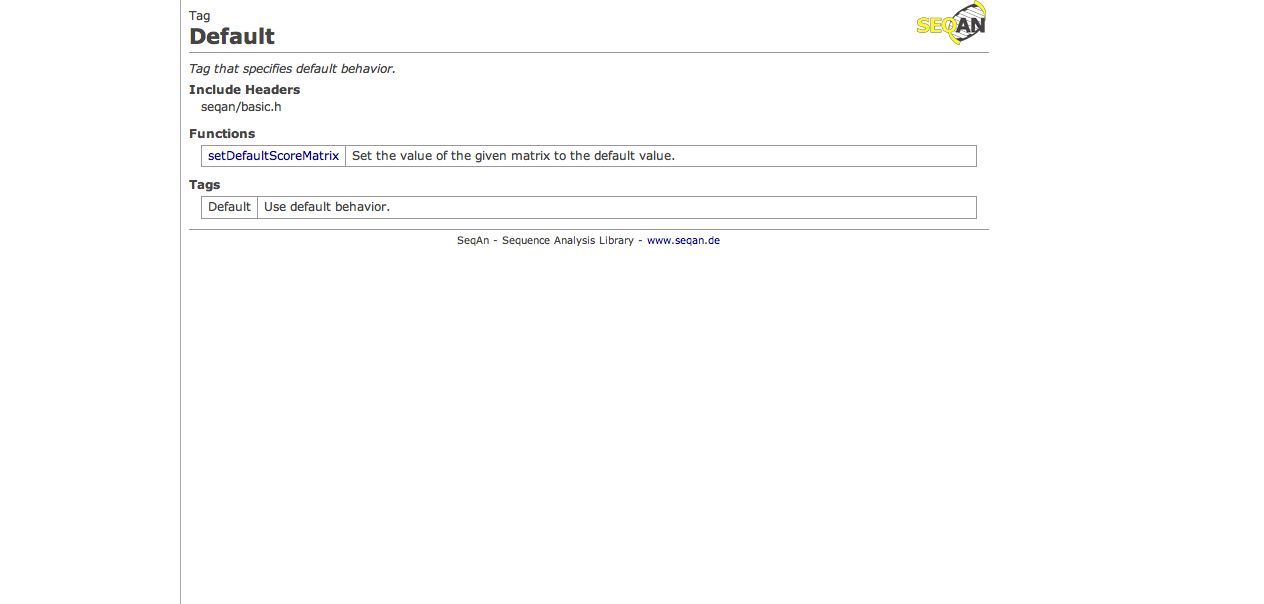 Tag
SEQAN
Default
Tag that specifies default behavior.
Include Headers
seqan/basic.h
Functions
setDefaultScoreMatrix Set the value of the given matrix to the default value.
Tags
Default Use default behavior.
SeqAn - Sequence Analysis Library - www.seqan.de